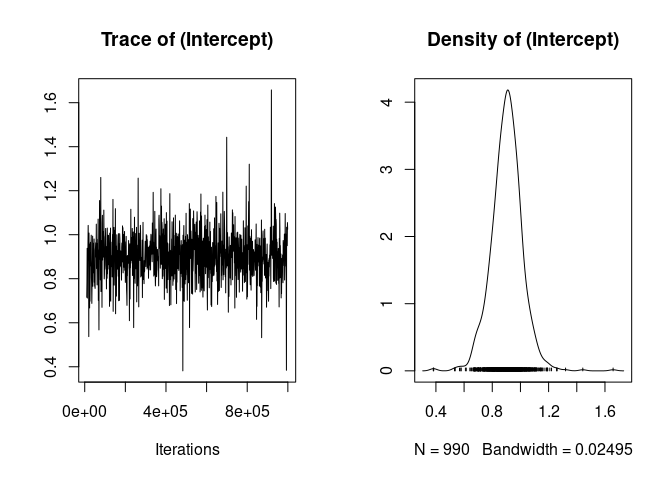 Trace of (Intercept)
1.6
1.4
1.2
1.0
0.8
0.6
0.4
0e+00 4e+05 8e+05
Iterations
Density of (Intercept)
4
3
2
1
0
0.4 0.8 1.2 1.6
N = 990 Bandwidth = 0.02495